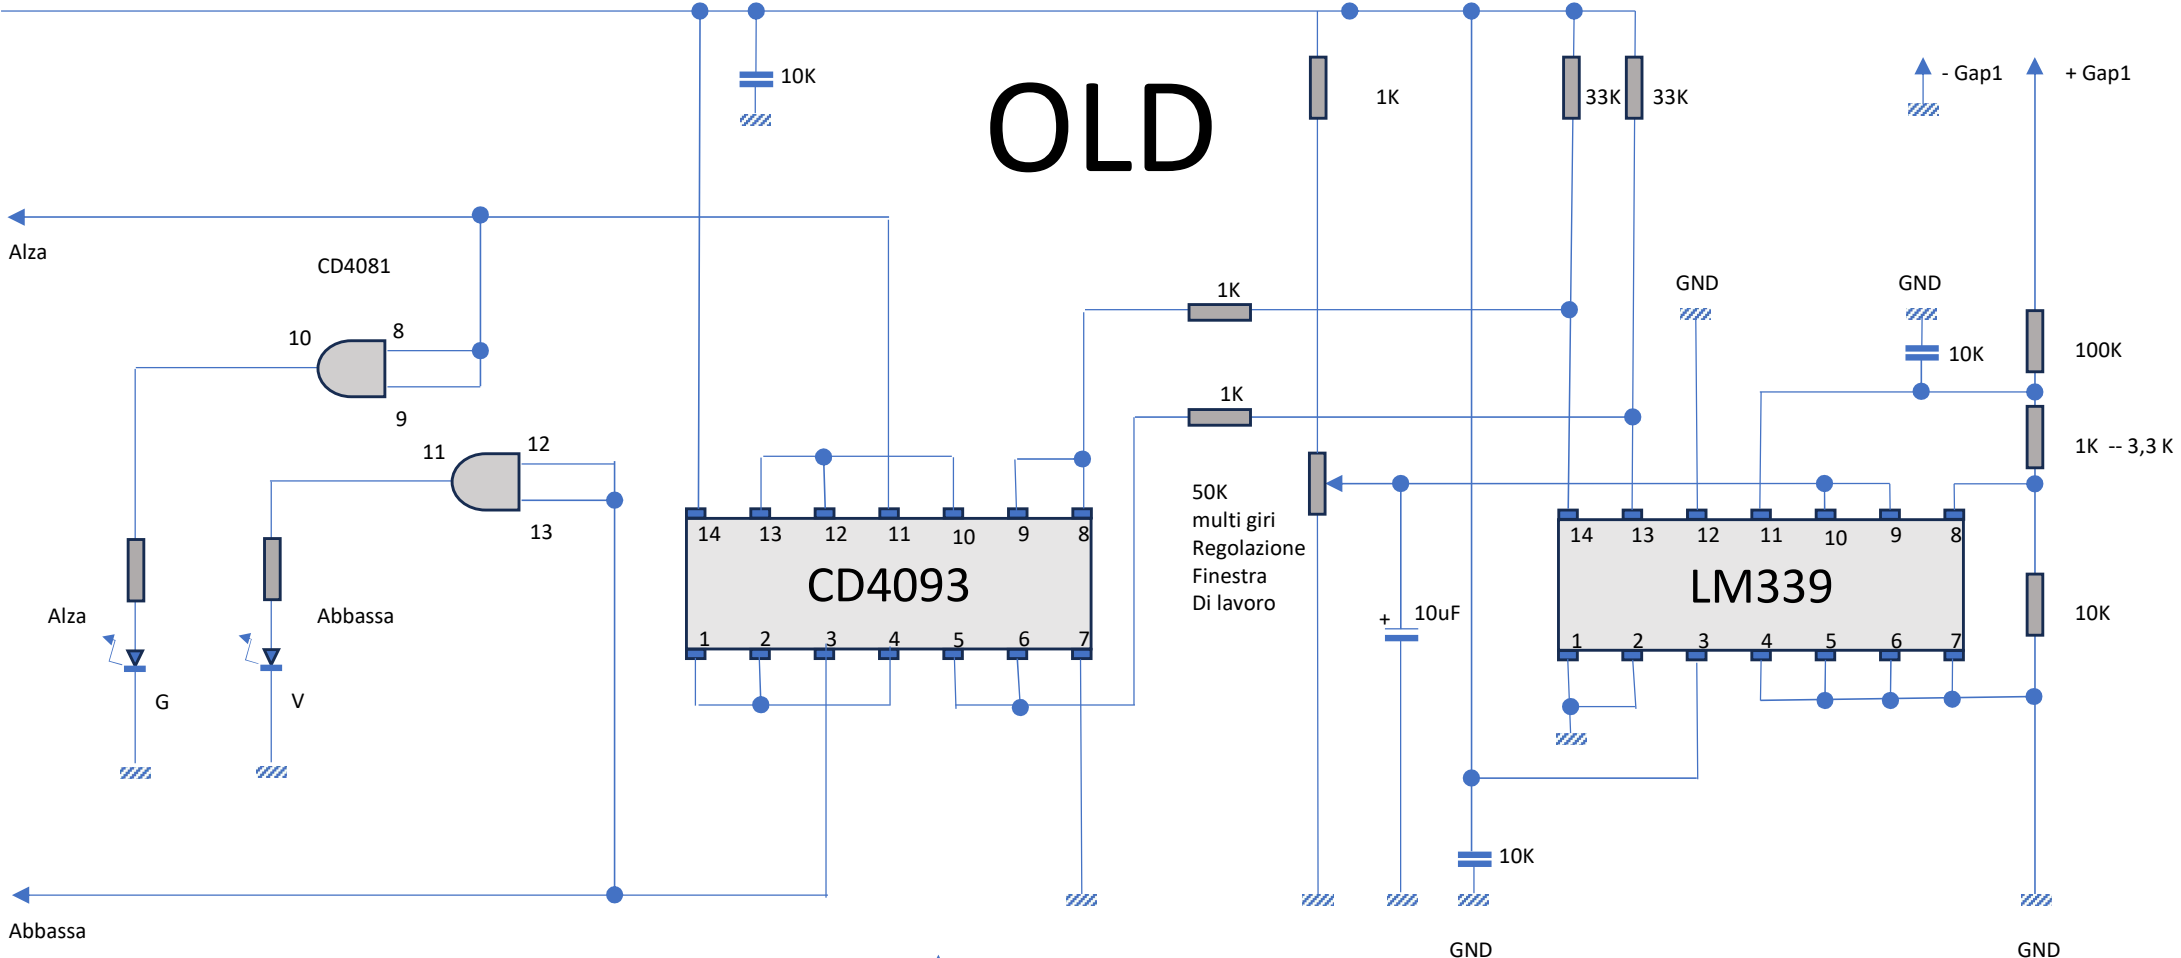 OLD
10K
1K
33K
33K
- Gap1
+ Gap1
Alza
CD4081
1K
GND
GND
10
8
10K
100K
9
1K
11
12
1K -- 3,3 K
13
50K
multi giri
Regolazione
Finestra
Di lavoro
14
13
12
11
10
9
8
CD4093
1
2
3
4
5
6
7
14
13
12
11
10
9
8
LM339
1
2
3
4
5
6
7
Alza
Abbassa
+
10uF
10K
G
V
10K
Abbassa
GND
GND